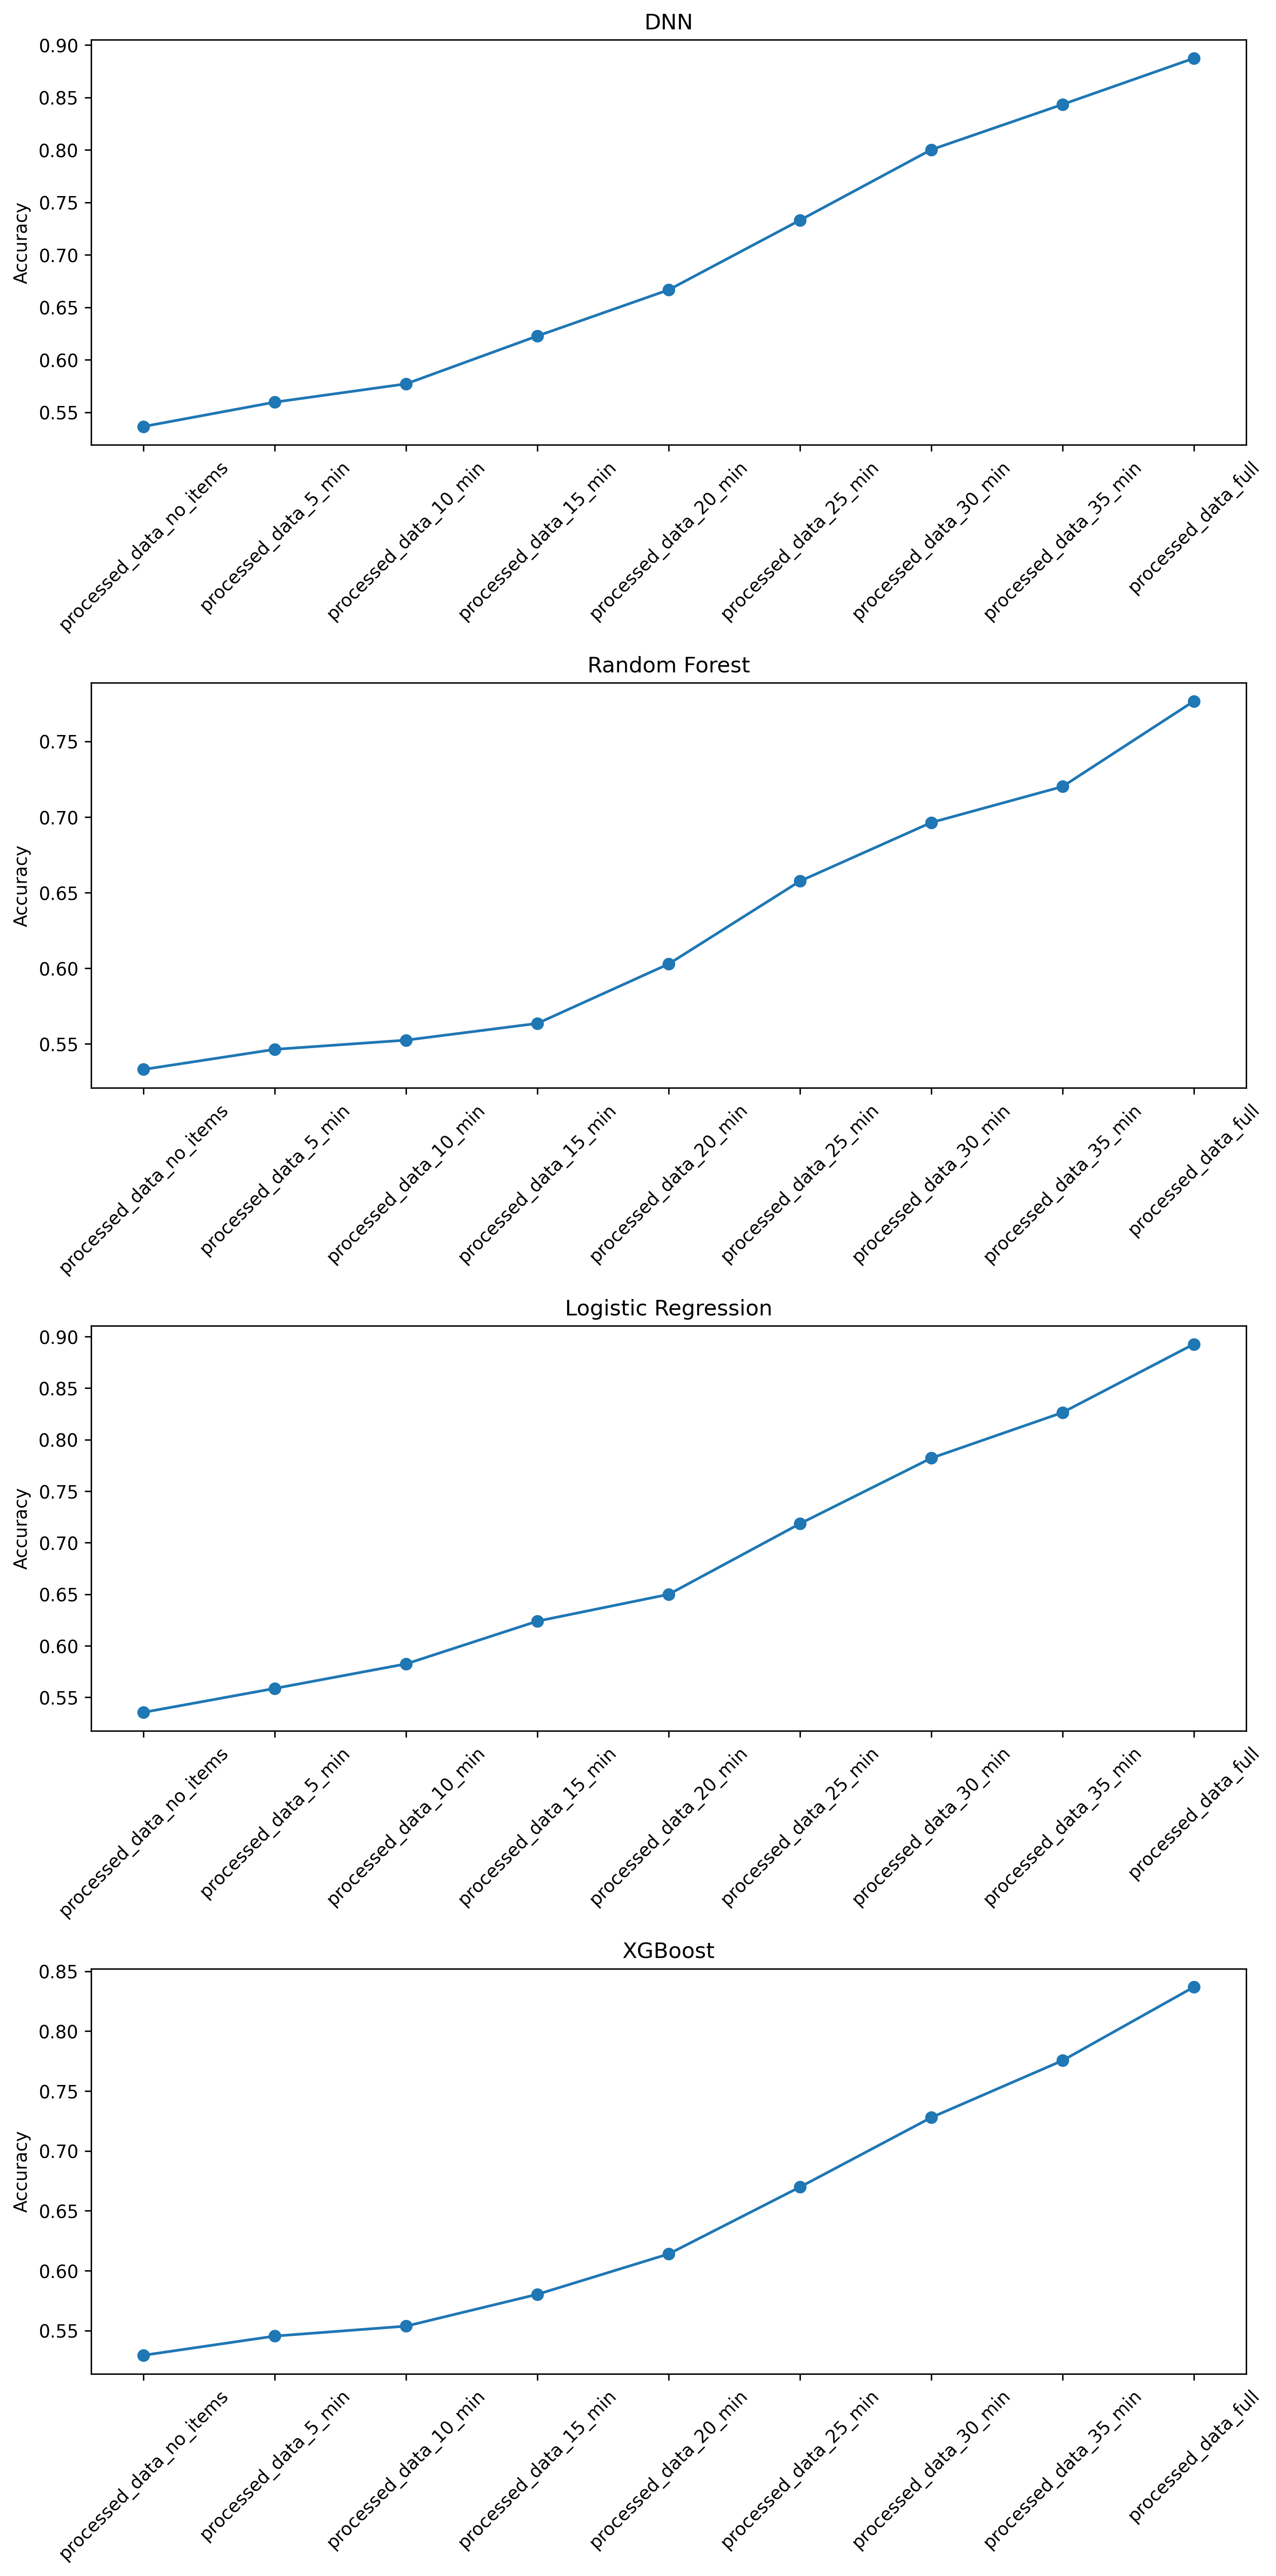 DNN
0.90
0.85
0.80
0.75
0.70
0.65
0.60
0.55
Accuracy
processed_data_no_items
processed_data_5_min
processed_data_10_min
processed_data_15_min
processed_data_20_min
processed_data_25_min
processed_data_30_min
processed_data_35_min
processed_data_full
Random Forest
0.75
0.70
0.65
0.60
0.55
Accuracy
processed_data_no_items
processed_data_5_min
processed_data_10_min
processed_data_15_min
processed_data_20_min
processed_data_25_min
processed_data_30_min
processed_data_35_min
processed_data_full
Logistic Regression
0.90
0.85
0.80
0.75
0.70
0.65
0.60
0.55
Accuracy
processed_data_no_items
processed_data_5_min
processed_data_10_min
processed_data_15_min
processed_data_20_min
processed_data_25_min
processed_data_30_min
processed_data_35_min
processed_data_full
XGBoost
0.85
0.80
0.75
0.70
0.65
0.60
0.55
Accuracy
processed_data_no_items
processed_data_5_min
processed_data_10_min
processed_data_15_min
processed_data_20_min
processed_data_25_min
processed_data_30_min
processed_data_35_min
processed_data_full